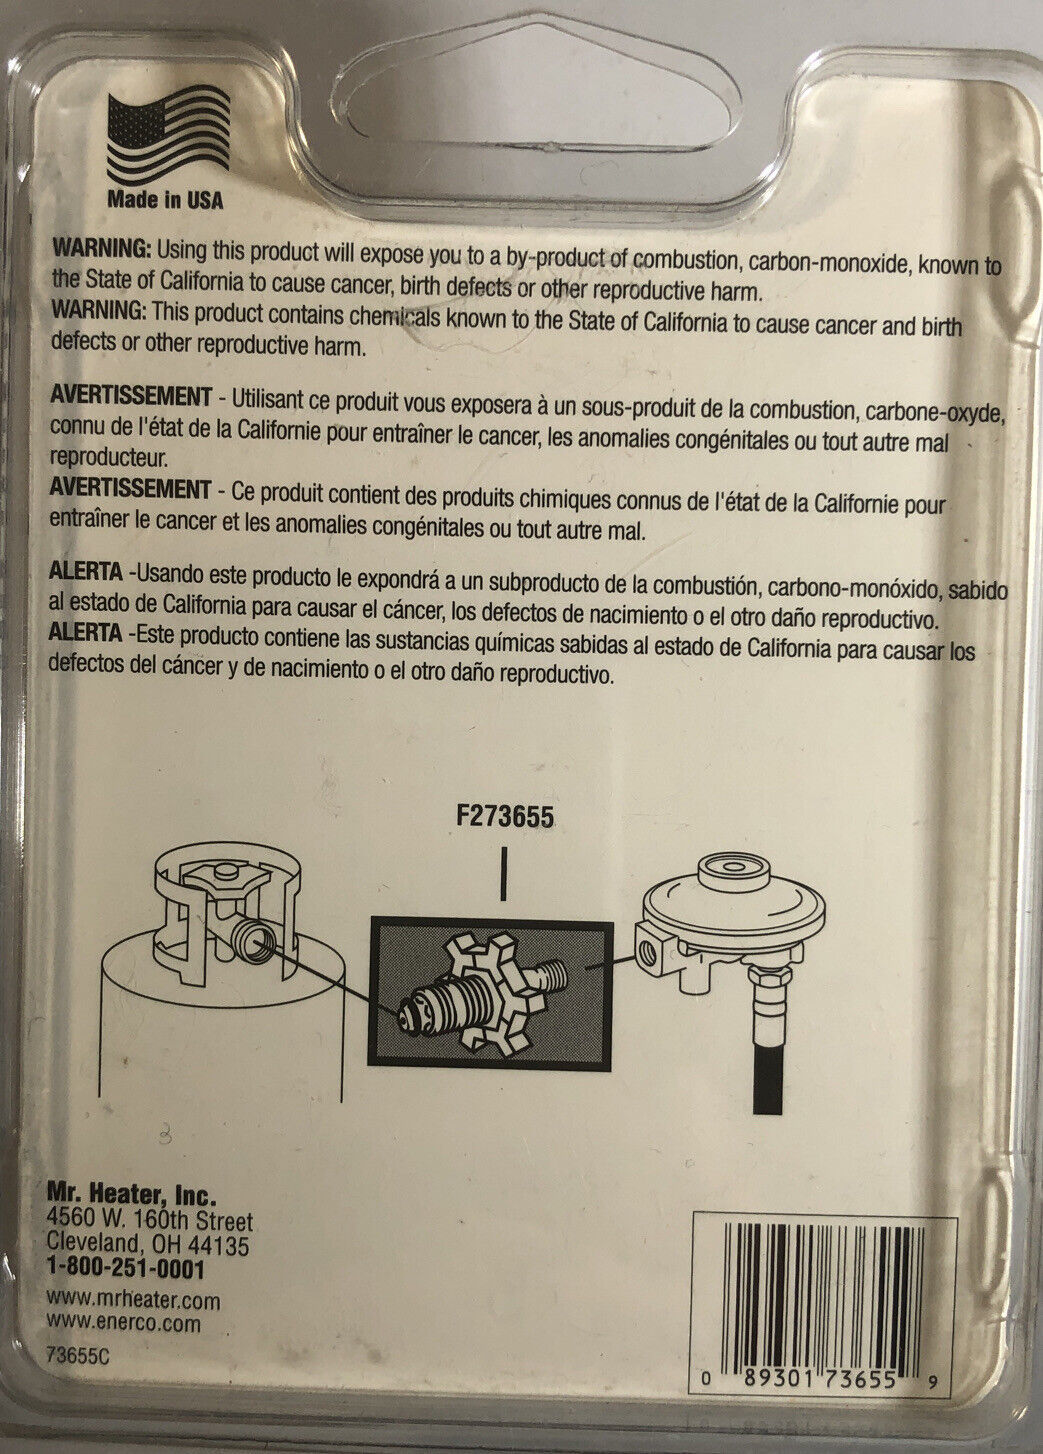 Made in USA
WARNING: Using this product will expose you to a by-product of combustion, carbon-monoxide, known to
the State of California to cause cancer, birth defects or other reproductive harm.
WARNING: This product contains chemicals known to the State of California to cause cancer and birth
defects or other reproductive harm.
AVERTISSEMENT - Utilisant ce produit vous exposera à un sous-produit de la combustion, carbone-oxyde,
connu de l'état de la Californie pour entraîner le cancer, les anomalies congénitales ou tout autre mal
reproducteur.
AVERTISSEMENT - Ce produit contient des produits chimiques connus de l'état de la Californie pour
entraîner le cancer et les anomalies congénitales ou tout autre mal.
ALERTA -Usando este producto le expondrá a un subproducto de la combustión, carbono-monóxido, sabido
al estado de California para causar el cáncer, los defectos de nacimiento o el otro daño reproductivo.
ALERTA -Este producto contiene las sustancias químicas sabidas al estado de California para causar los
defectos del cáncer y de nacimiento o el otro daño reproductivo.
F273655
3
Mr. Heater, Inc.
4560 W. 160th Street
Cleveland, OH 44135
1-800-251-0001
www.mrheater.com
www.enerco.com
73655C
0 89301 73655 9